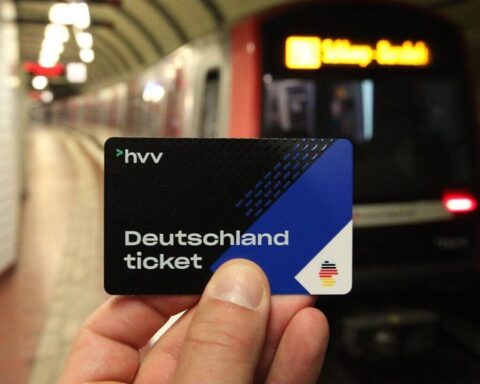 >hvv
Deutschland
ticket